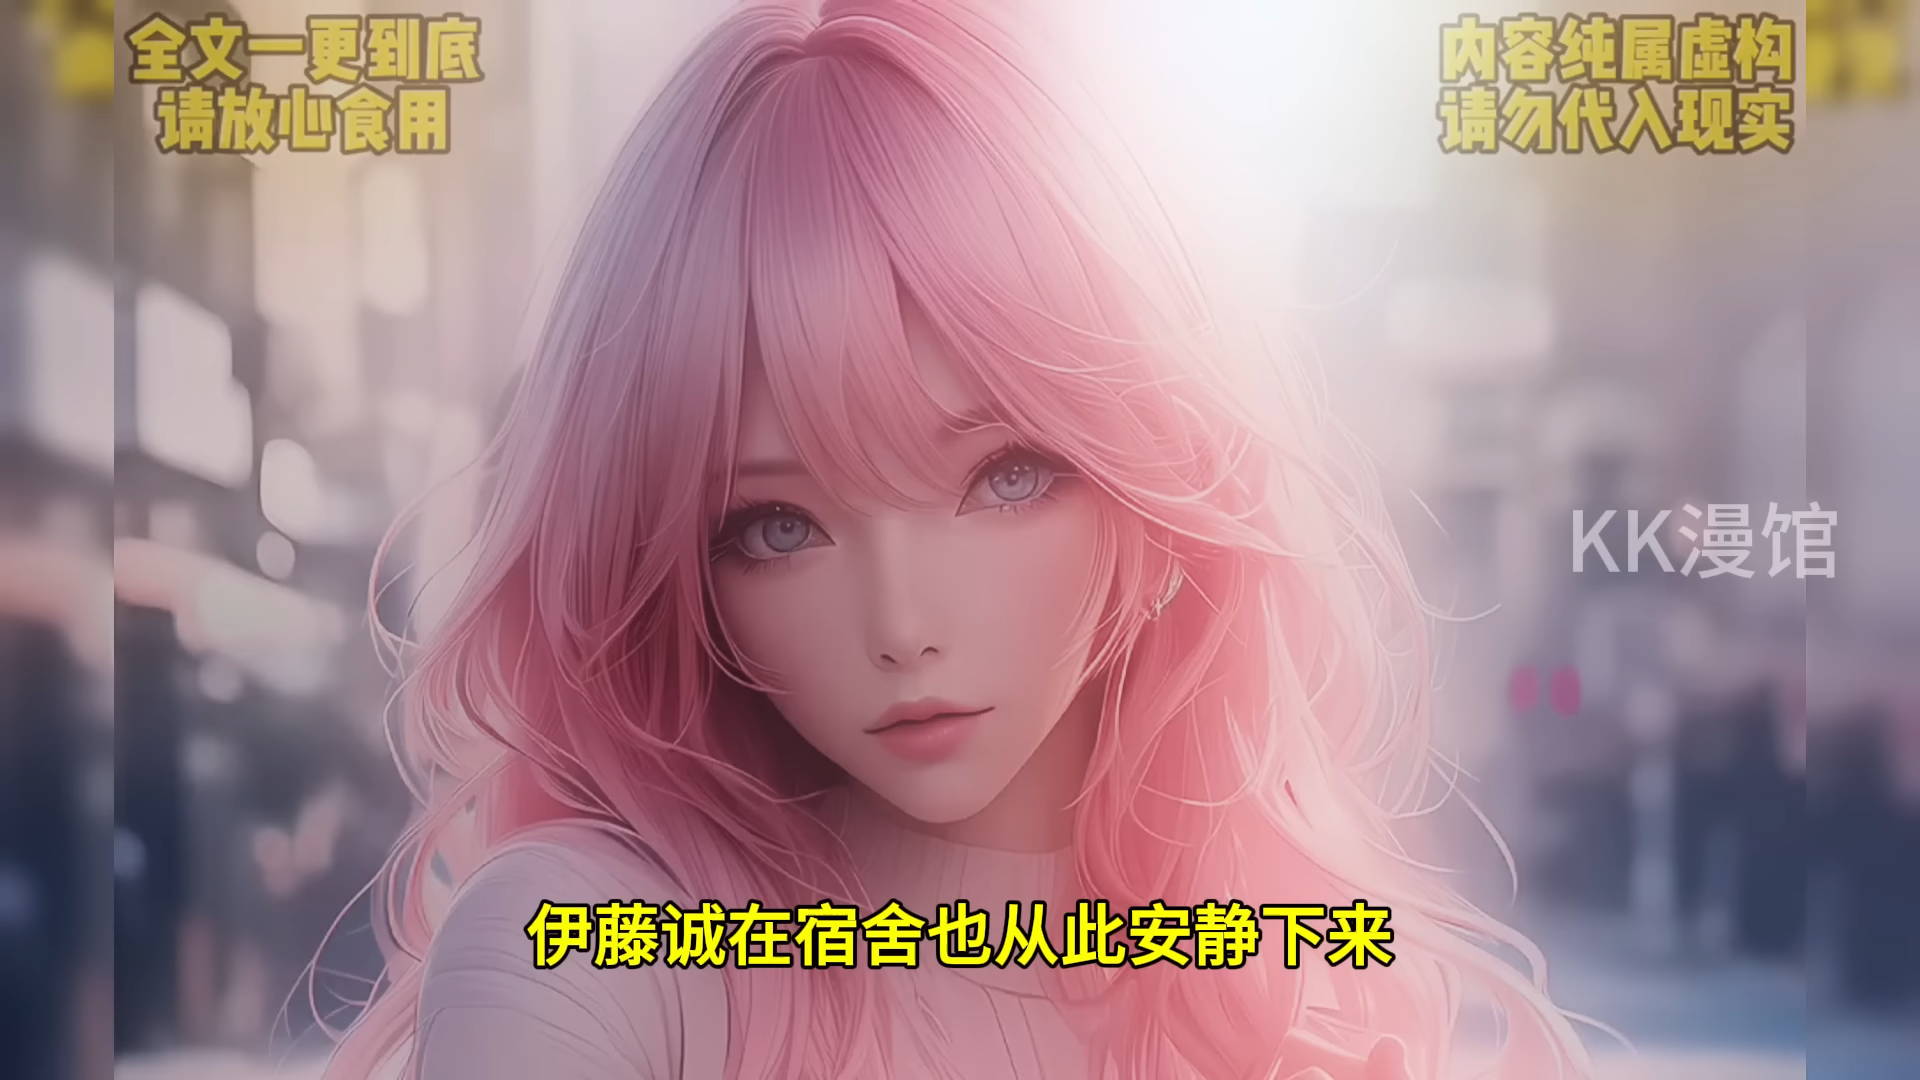 全文一更到底
请放心食用
内容纯属虚构
请勿代入现实
KK漫馆
伊藤诚在宿舍也从此安静下来